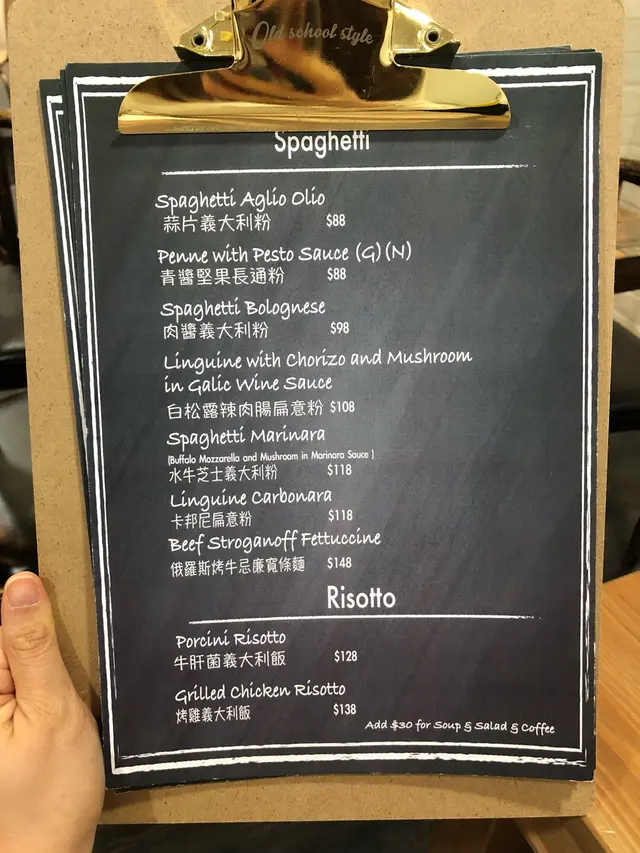 Old school style
Spaghetti
Spaghetti Aglio Olio
蒜片義大利粉 $88
Penne with Pesto Sauce (G)(N)
青醬堅果長通粉 $88
Spaghetti Bolognese
肉醬義大利粉 $98
Linguine with Chorizo and Mushroom
in Galic Wine Sauce
白松露辣肉腸扁意粉 $108
Spaghetti Marinara
(Buffalo Mozzarella and Mushroom in Marinara Sauce )
水牛芝士義大利粉 $118
Linguine Carbonara
卡邦尼扁意粉 $118
Beef Stroganoff Fettuccine
俄羅斯烤牛忌廉寬條麵 $148
Risotto
Porcini Risotto
牛肝菌義大利飯 $128
Grilled Chicken Risotto
烤雞義大利飯 $138
Add $30 for Soup & Salad & Coffee